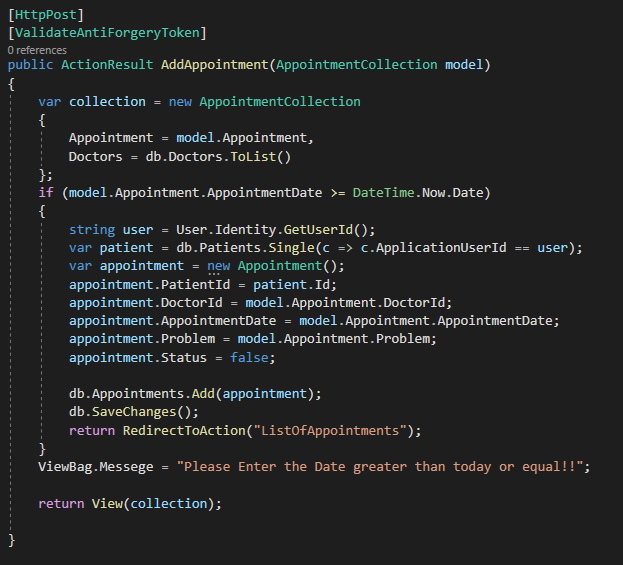 [HttpPost]
[ValidateAntiForgeryToken]
0 references
public ActionResult AddAppointment(AppointmentCollection model)
{
    var collection = new AppointmentCollection
    {
        Appointment = model.Appointment,
        Doctors = db.Doctors.ToList()
    };
    if (model.Appointment.AppointmentDate >= DateTime.Now.Date)
    {
        string user = User.Identity.GetUserId();
        var patient = db.Patients.Single(c => c.ApplicationUserId == user);
        var appointment = new Appointment();
        appointment.PatientId = patient.Id;
        appointment.DoctorId = model.Appointment.DoctorId;
        appointment.AppointmentDate = model.Appointment.AppointmentDate;
        appointment.Problem = model.Appointment.Problem;
        appointment.Status = false;

        db.Appointments.Add(appointment);
        db.SaveChanges();
        return RedirectToAction("ListOfAppointments");
    }
    ViewBag.Messege = "Please Enter the Date greater than today or equal!!";

    return View(collection);

}